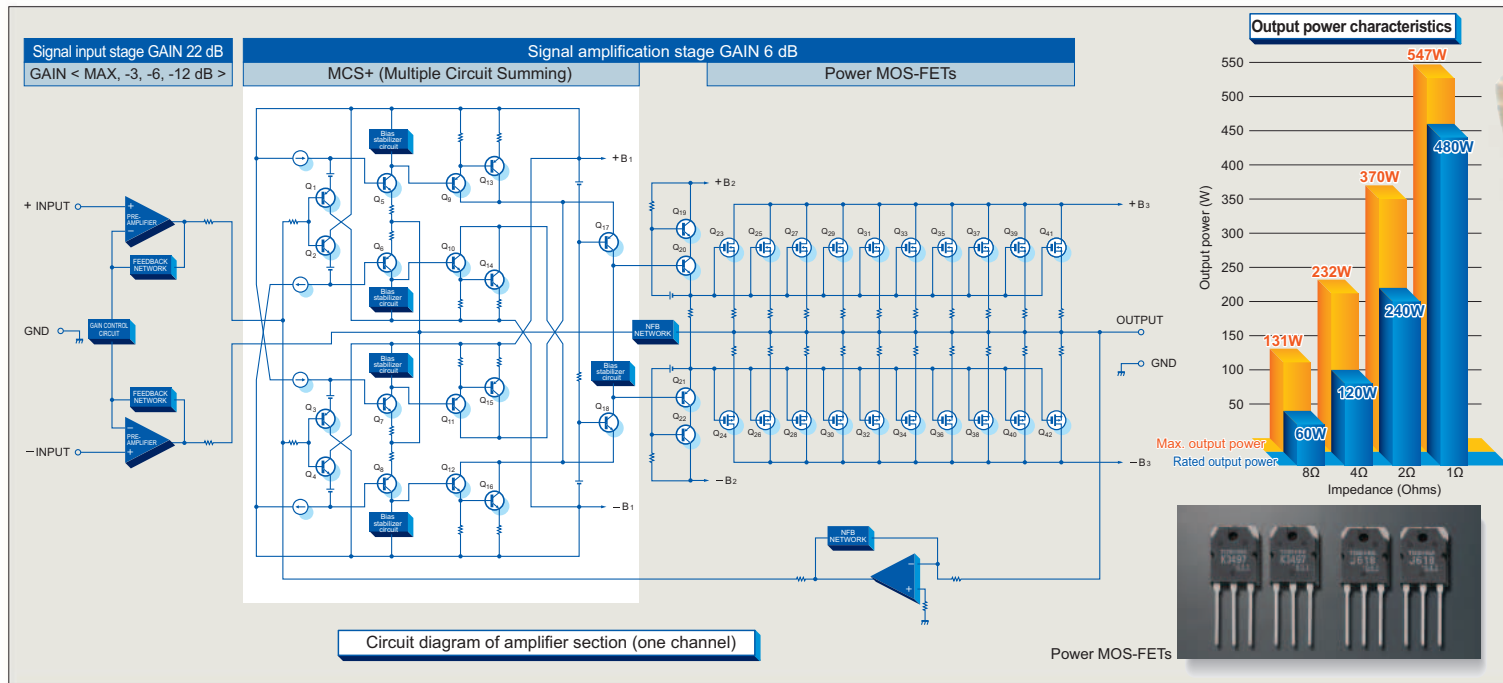 Signal input stage GAIN 22 dB
GAIN < MAX, -3, -6, -12 dB >
Signal amplification stage GAIN 6 dB
MCS+ (Multiple Circuit Summing)
Power MOS-FETs
+ INPUT
PRE-
AMPLIFIER
FEEDBACK
NETWORK
GND
GAIN CONTROL
CIRCUIT
FEEDBACK
NETWORK
PRE-
AMPLIFIER
−INPUT
Bias
stabilizer
circuit
Q1
Q5
Q9
Q13
+B1
Q2
Q6
Q10
Q14
Q17
Bias
stabilizer
circuit
Bias
stabilizer
circuit
Q3
Q7
Q11
Q15
Bias
stabilizer
circuit
Q18
Q4
Q8
Q12
Q16
−B1
Bias
stabilizer
circuit
NFB
NETWORK
+B2
Q19
Q20
Q21
Q22
−B2
Q23
Q25
Q27
Q29
Q31
Q33
Q35
Q37
Q39
Q41
+B3
OUTPUT
GND
Q24
Q26
Q28
Q30
Q32
Q34
Q36
Q38
Q40
Q42
−B3
NFB
NETWORK
Circuit diagram of amplifier section (one channel)
Output power characteristics
Output power (W)
550
500
450
400
350
300
250
200
150
100
50
547W
480W
370W
240W
232W
120W
131W
60W
Max. output power
Rated output power
8Ω
4Ω
2Ω
1Ω
Impedance (Ohms)
TOSHIBA
K3497
TOSHIBA
K3497
TOSHIBA
J618
TOSHIBA
J618
Power MOS-FETs